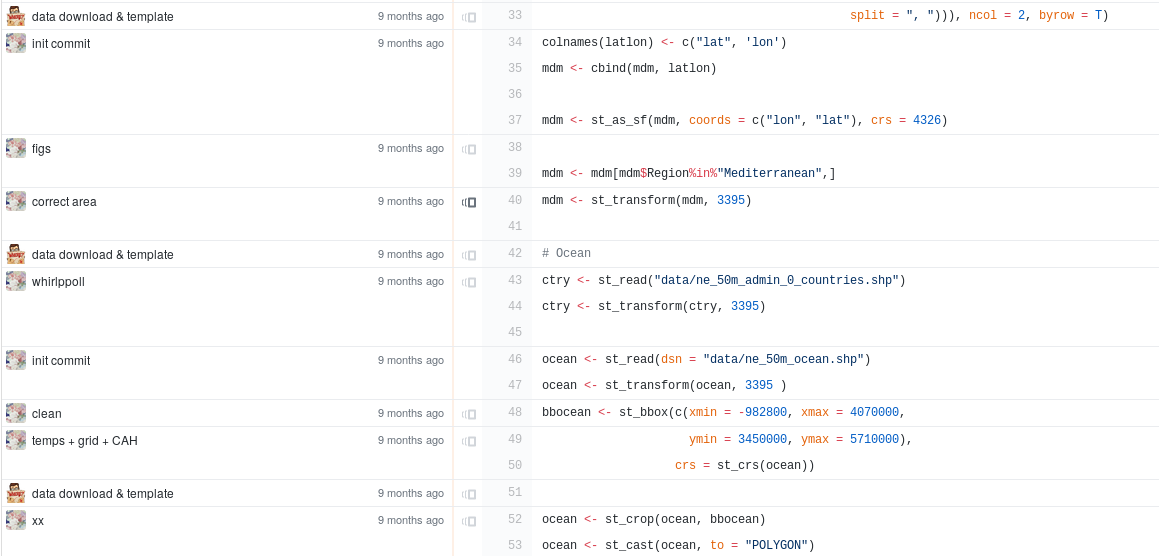 data download & template 9 months ago 33 split = ", "))), ncol = 2, byrow = T)
init commit 9 months ago 34 colnames(latlon) <- c("lat", 'lon')
35 mdm <- cbind(mdm, latlon)
36
37 mdm <- st_as_sf(mdm, coords = c("lon", "lat"), crs = 4326)
figs 9 months ago 38
39 mdm <- mdm[mdm$Region%in%"Mediterranean",]
correct area 9 months ago 40 mdm <- st_transform(mdm, 3395)
41
data download & template 9 months ago 42 # Ocean
whirlppoll 9 months ago 43 ctry <- st_read("data/ne_50m_admin_0_countries.shp")
44 ctry <- st_transform(ctry, 3395)
45
init commit 9 months ago 46 ocean <- st_read(dsn = "data/ne_50m_ocean.shp")
47 ocean <- st_transform(ocean, 3395 )
clean 9 months ago 48 bbocean <- st_bbox(c(xmin = -982800, xmax = 4070000,
temps + grid + CAH 9 months ago 49 ymin = 3450000, ymax = 5710000),
50 crs = st_crs(ocean))
data download & template 9 months ago 51
xx 9 months ago 52 ocean <- st_crop(ocean, bbocean)
53 ocean <- st_cast(ocean, to = "POLYGON")